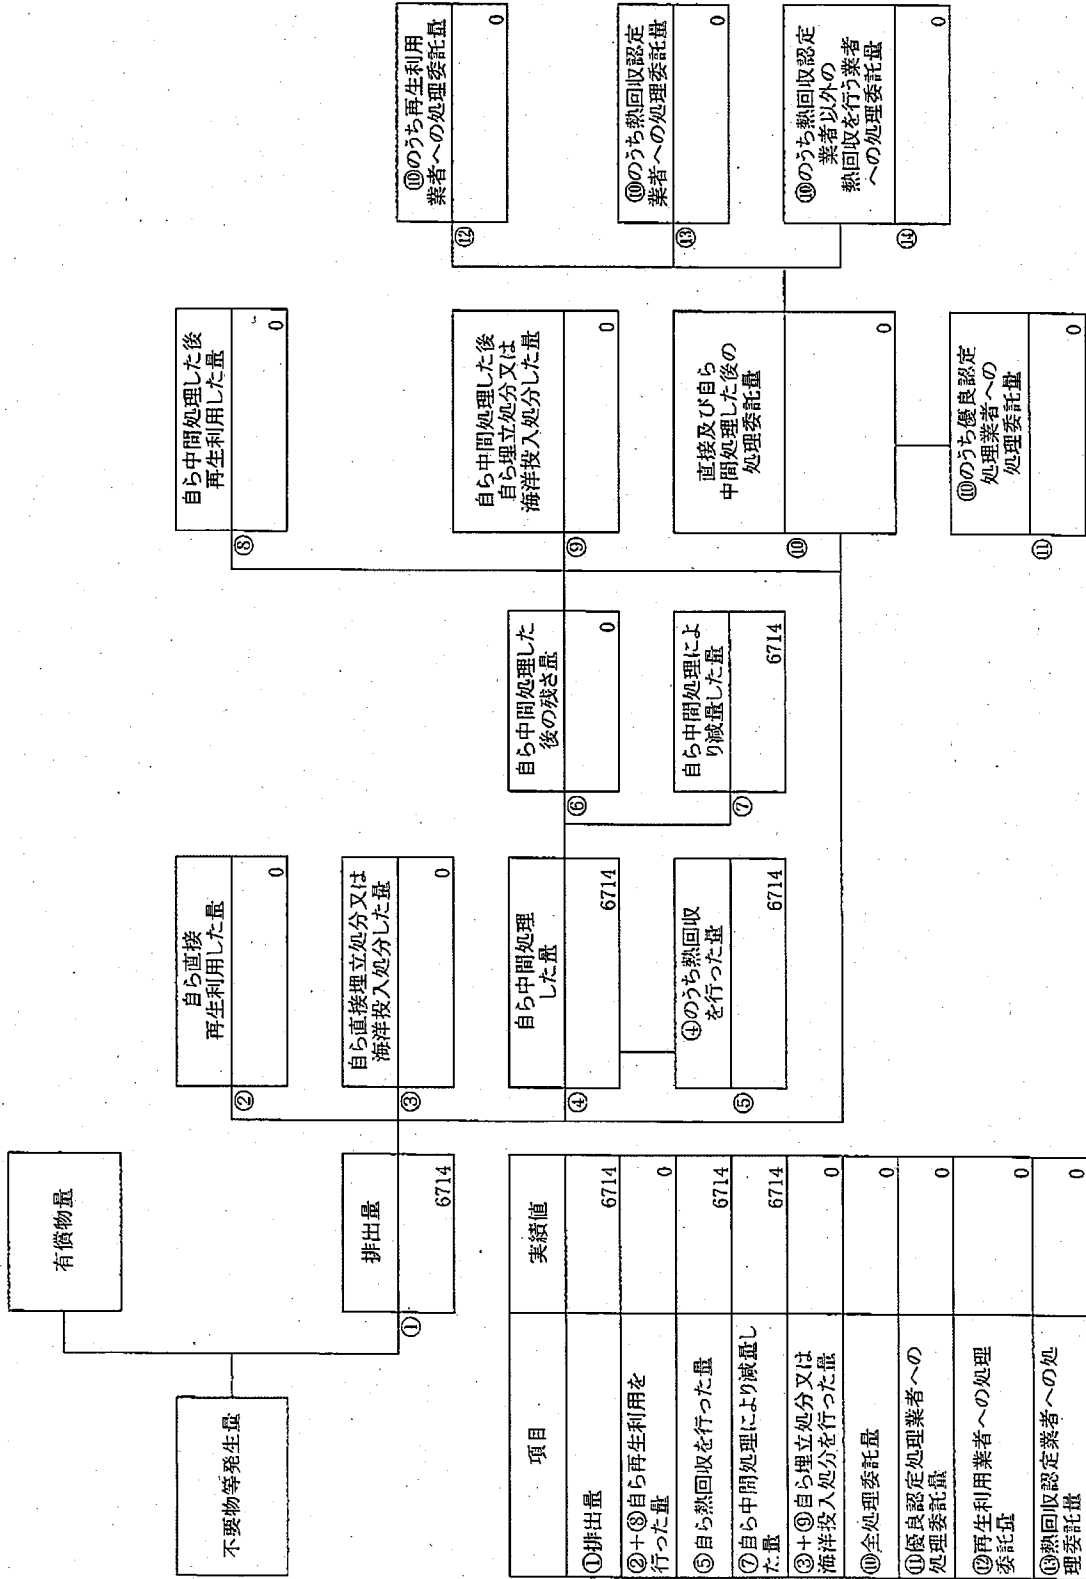 有償物量
不要物等発生量
排出量
①
6714
自ら直接
再生利用した量
②
0
自ら直接埋立処分又は
海洋投入処分した量
③
0
自ら中間処理
した量
④
6714
④のうち熱回収
を行った量
⑤
6714
自ら中間処理した
後の残さ量
⑥
0
自ら中間処理によ
り減量した量
⑦
6714
自ら中間処理した後
再生利用した量
⑧
0
自ら中間処理した後
自ら埋立処分又は
海洋投入処分した量
⑨
0
直接及び自ら
中間処理した後の
処理委託量
⑩
0
⑩のうち優良認定
処理業者への
処理委託量
⑪
0
⑩のうち再生利用
業者への処理委託量
⑫
0
⑩のうち熱回収認定
業者への処理委託量
⑬
0
⑩のうち熱回収認定
業者以外の
熱回収を行う業者
への処理委託量
⑭
0
項目 実績値
①排出量 6714
②+⑧自ら再生利用を
行った量 0
⑤自ら熱回収を行った量 6714
⑦自ら中間処理により減量し
た量 6714
③+⑨自ら埋立処分又は
海洋投入処分を行った量 0
⑩全処理委託量 0
⑪優良認定処理業者への
処理委託量 0
⑫再生利用業者への処理
委託量 0
⑬熱回収認定業者への処
理委託量 0